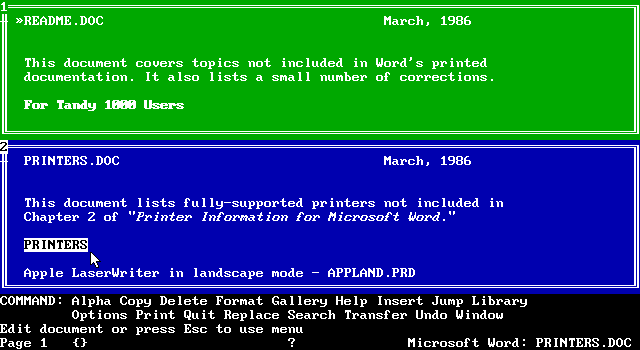 1
»README.DOC March, 1986
This document covers topics not included in Word's printed
documentation. It also lists a small number of corrections.
For Tandy 1000 Users
2
PRINTERS.DOC March, 1986
This document lists fully-supported printers not included in
Chapter 2 of "Printer Information for Microsoft Word."
PRINTERS
Apple LaserWriter in landscape mode - APPLAND.PRD
COMMAND: Alpha Copy Delete Format Gallery Help Insert Jump Library
Options Print Quit Replace Search Transfer Undo Window
Edit document or press Esc to use menu
Page 1 {} ? Microsoft Word: PRINTERS.DOC